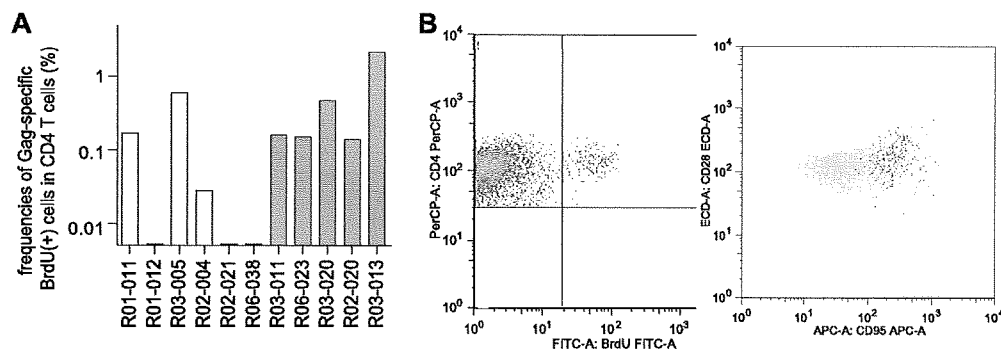 A
frequencies of Gag-specific
BrdU(+) cells in CD4 T cells (%)
1
0.1
0.01
R01-011
R01-012
R03-005
R02-004
R02-021
R06-038
R03-011
R06-023
R03-020
R02-020
R03-013
B
PerCP-A: CD4 PerCP-A
10⁴
10³
10²
10¹
10⁰
10⁰ 10¹ 10² 10³
FITC-A: BrdU FITC-A
ECD-A: CD28 ECD-A
10⁴
10³
10²
10¹
10⁰
10⁰ 10¹ 10² 10³ 10⁴
APC-A: CD95 APC-A